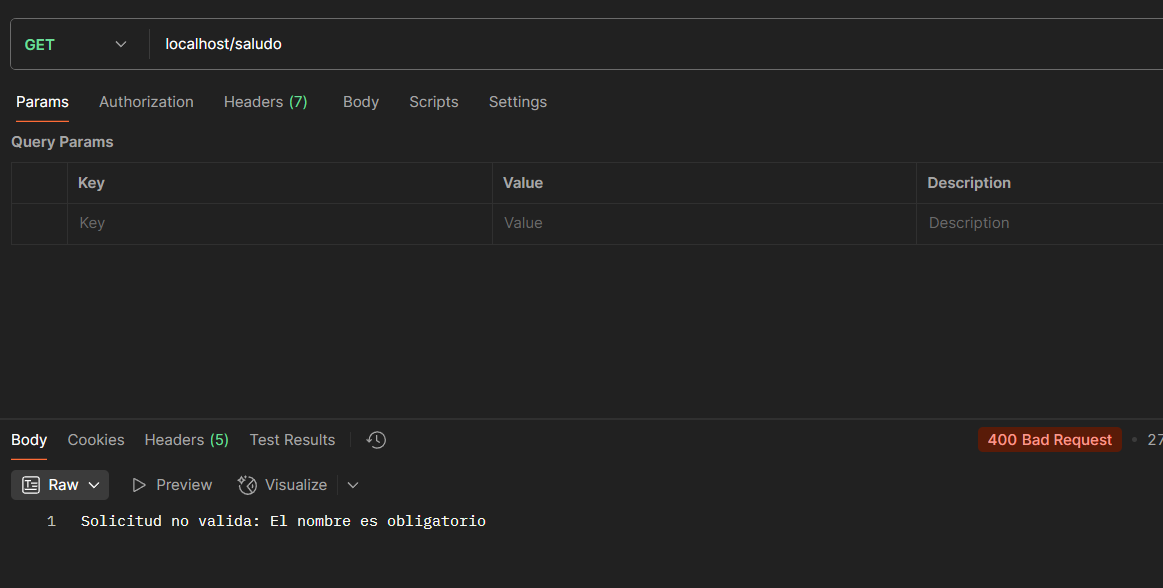 GET localhost/saludo
Params Authorization Headers (7) Body Scripts Settings
Query Params
Key Value Description
Key Value Description
Body Cookies Headers (5) Test Results 400 Bad Request • 27
Raw Preview Visualize
1 Solicitud no valida: El nombre es obligatorio